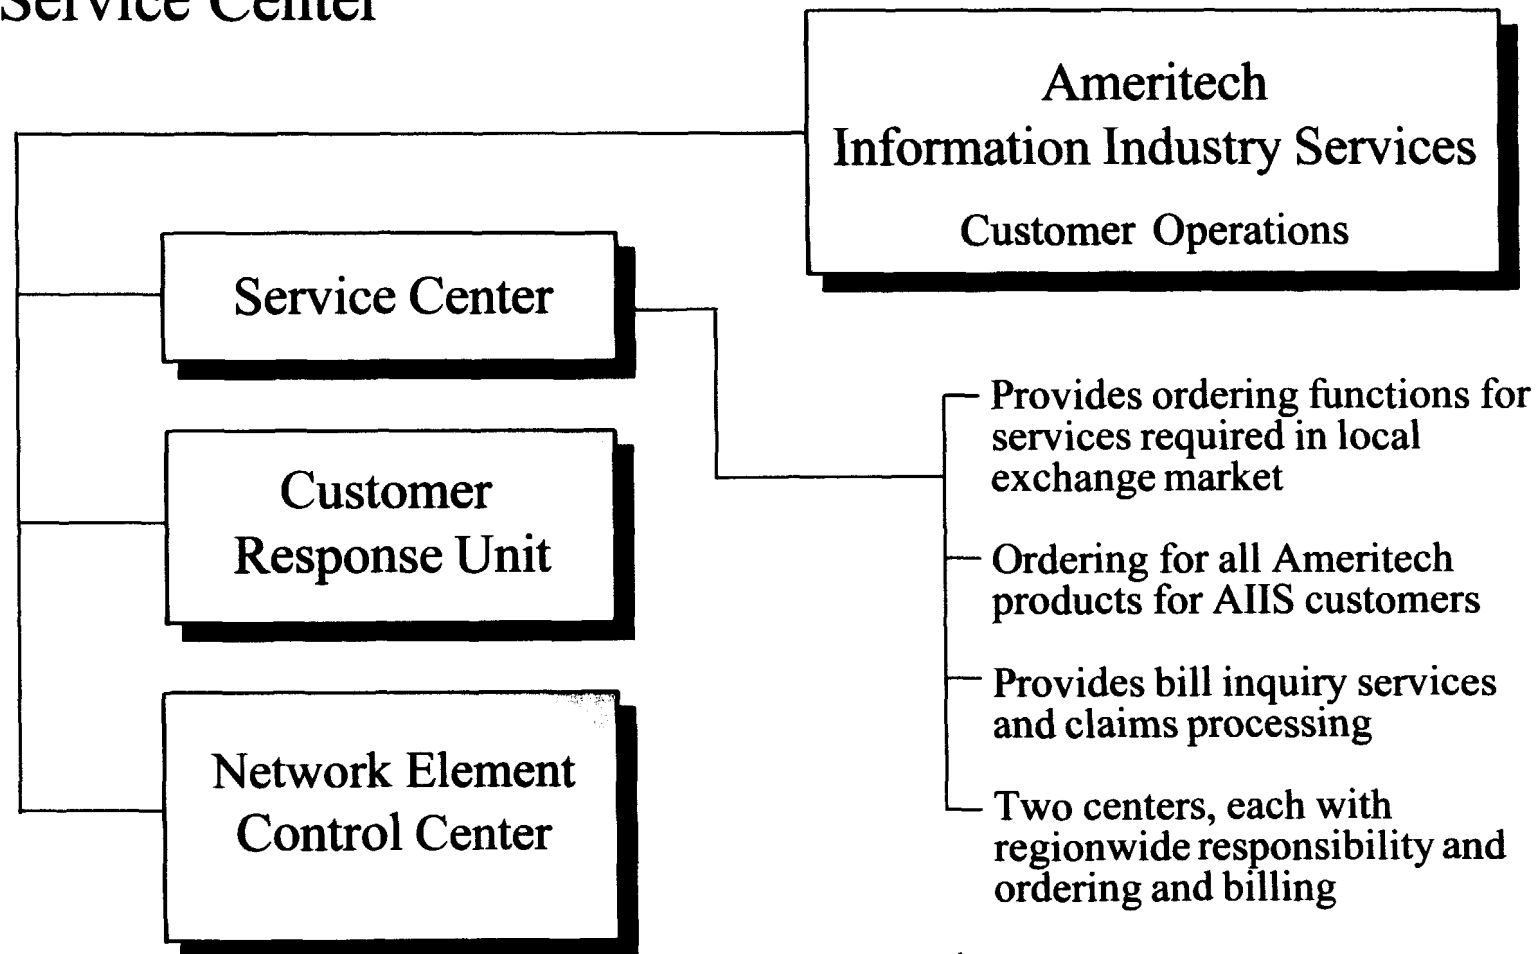 Service Center
Ameritech
Information Industry Services
Customer Operations
Service Center
Customer
Response Unit
Network Element
Control Center
Provides ordering functions for
services required in local
exchange market
Ordering for all Ameritech
products for AIIS customers
Provides bill inquiry services
and claims processing
Two centers, each with
regionwide responsibility and
ordering and billing